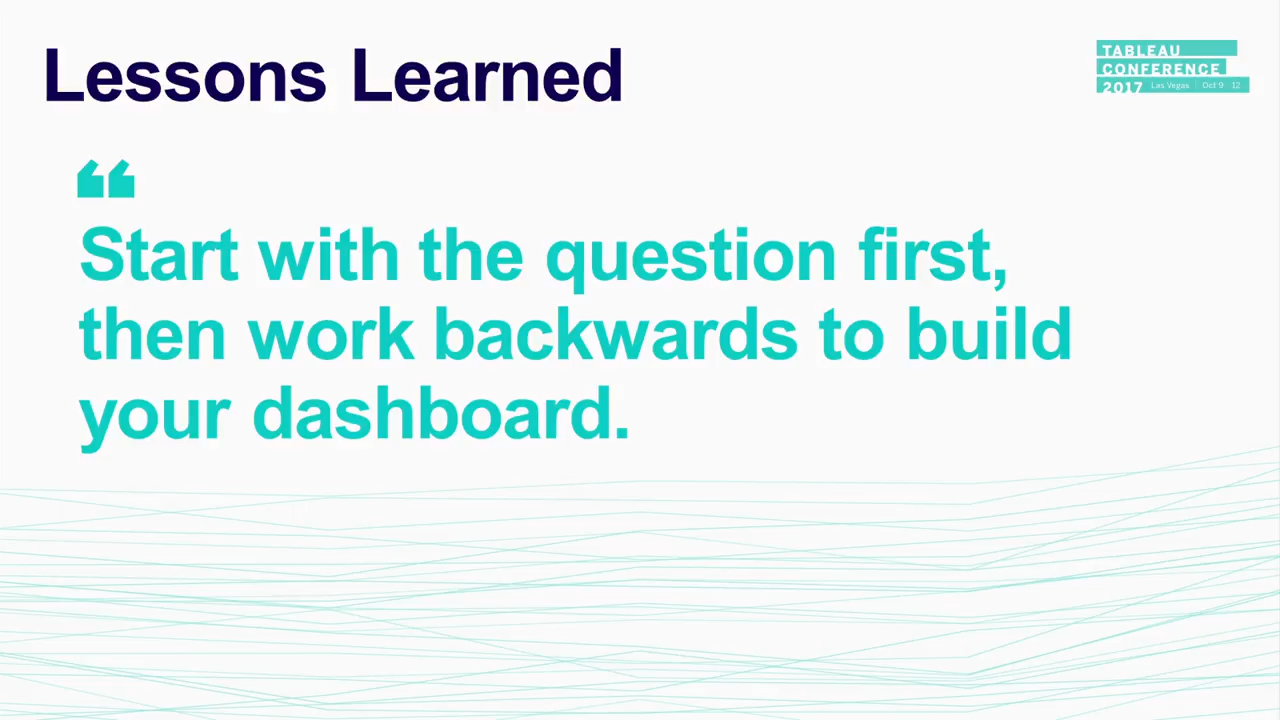 Lessons Learned
TABLEAU
CONFERENCE
2017 Las Vegas | Oct 9 12
“
Start with the question first,
then work backwards to build
your dashboard.